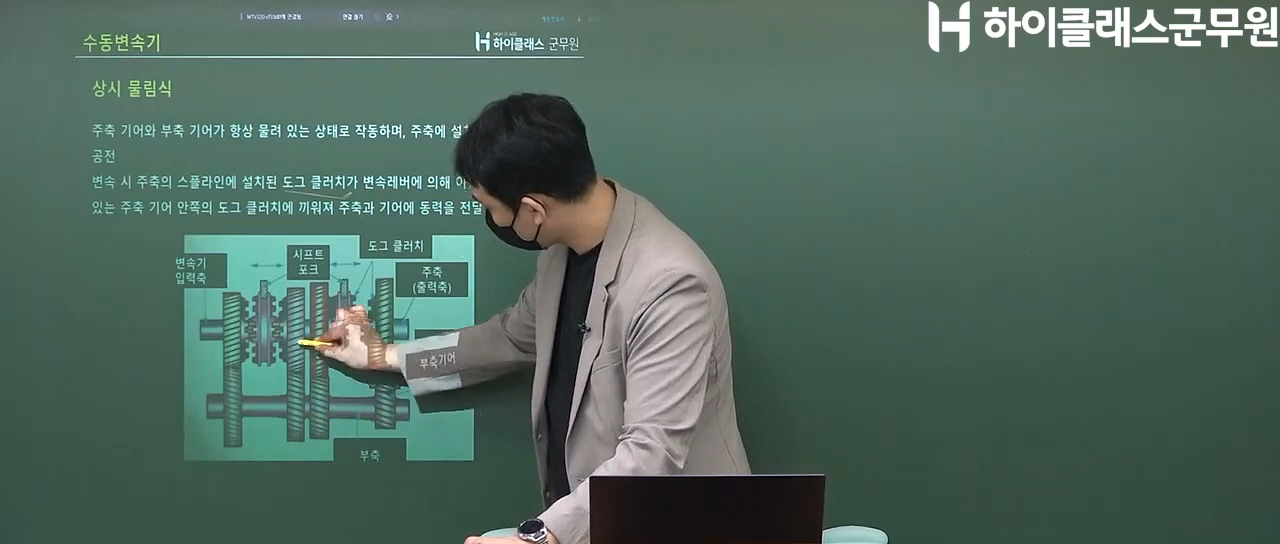 연결 끊기
하이클래스군무원
수동변속기
HIGH CLASS
하이클래스 군무원
상시 물림식
주축 기어와 부축 기어가 항상 물려 있는 상태로 작동하며, 주축에
공전
변속 시 주축의 스플라인에 설치된 도그 클러치가 변속레버에 의해
있는 주축 기어 안쪽의 도그 클러치에 끼워져 주축과 기어에 동력을 전달
변속기
입력축
시프트
포크
도그 클러치
주축
(출력축)
부축기어
부축